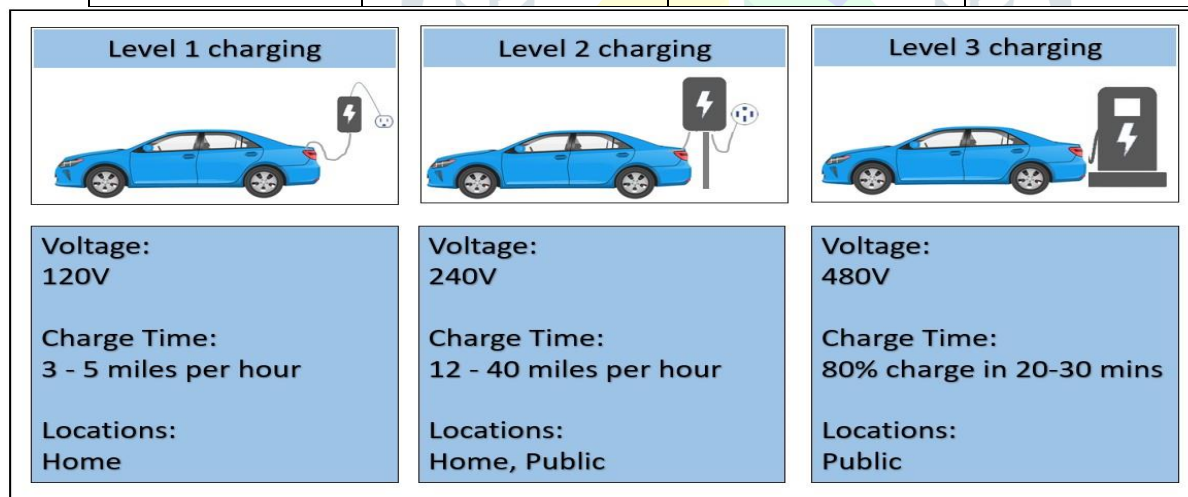 Level 1 charging
Level 2 charging
Level 3 charging
Voltage:
120V
Charge Time:
3 - 5 miles per hour
Locations:
Home
Voltage:
240V
Charge Time:
12 - 40 miles per hour
Locations:
Home, Public
Voltage:
480V
Charge Time:
80% charge in 20-30 mins
Locations:
Public